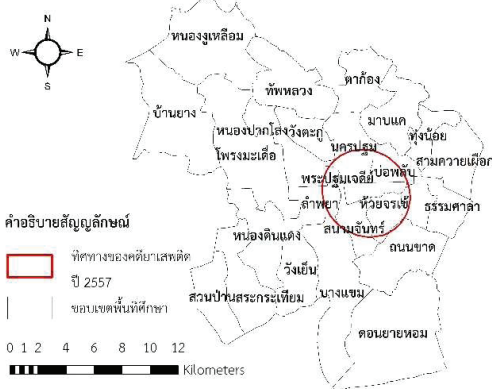 N
W E
S
หนองงูเหลือม
ตาก้อง
ทัพหลวง
บ้านยาง
มาบแค
หนองปากโลง วังตะกู
ทุ่งน้อย
นครปฐม
โพรงมะเดื่อ
สามควายเผือก
บ่อพลับ
พระปฐมเจดีย์
ลำพยา ห้วยจรเข้ ธรรมศาลา
คำอธิบายสัญญลักษณ์
สนามจันทร์
หนองดินแดง
ถนนขาด
ทิศทางของคดียาเสพติด
ปี 2557
วังเย็น
สวนป่าน สระกระเทียม บางแขม
ขอบเขตพื้นที่ศึกษา
ดอนยายหอม
0 1 2 4 6 8 10 12
Kilometers